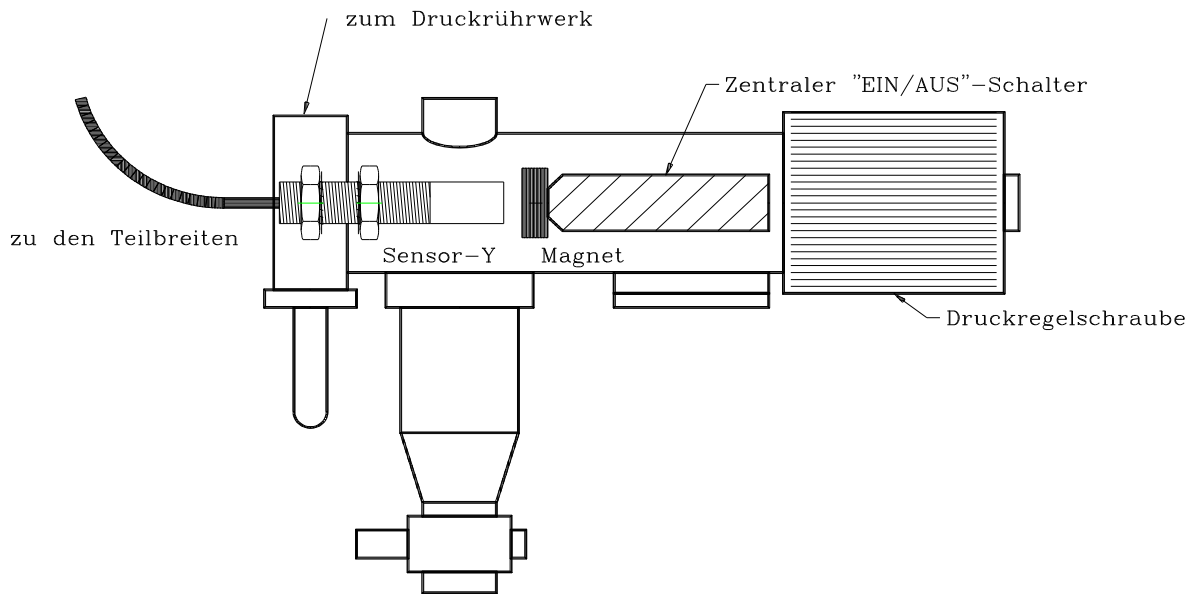 zum Druckrührwerk
Zentraler "EIN/AUS"-Schalter
zu den Teilbreiten
Sensor-Y
Magnet
Druckregelschraube